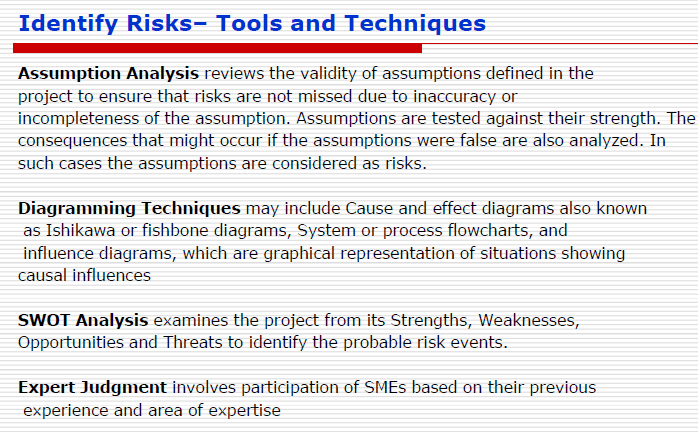 Identify Risks– Tools and Techniques
Assumption Analysis reviews the validity of assumptions defined in the
project to ensure that risks are not missed due to inaccuracy or
incompleteness of the assumption. Assumptions are tested against their strength. The
consequences that might occur if the assumptions were false are also analyzed. In
such cases the assumptions are considered as risks.
Diagramming Techniques may include Cause and effect diagrams also known
as Ishikawa or fishbone diagrams, System or process flowcharts, and
influence diagrams, which are graphical representation of situations showing
causal influences
SWOT Analysis examines the project from its Strengths, Weaknesses,
Opportunities and Threats to identify the probable risk events.
Expert Judgment involves participation of SMEs based on their previous
experience and area of expertise